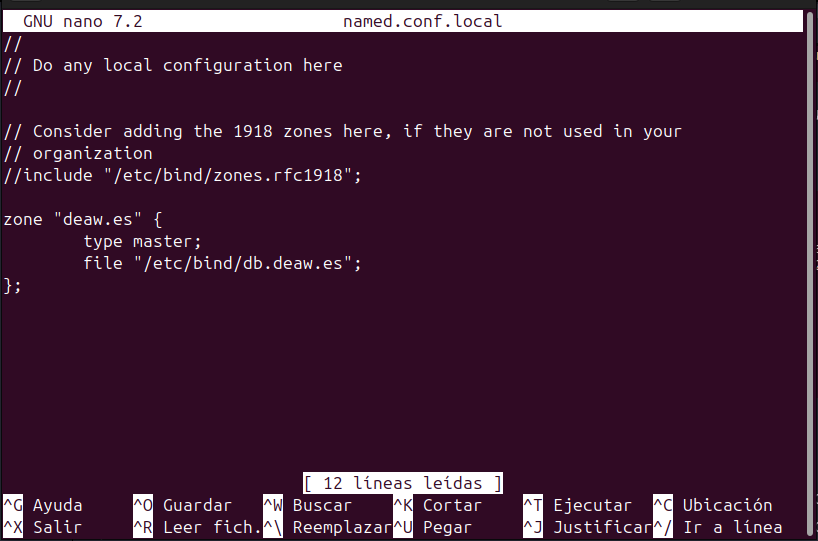 GNU nano 7.2 named.conf.local
//
// Do any local configuration here
//
// Consider adding the 1918 zones here, if they are not used in your
// organization
//include "/etc/bind/zones.rfc1918";
zone "deaw.es" {
        type master;
        file "/etc/bind/db.deaw.es";
};
[ 12 líneas leídas ]
^G Ayuda ^O Guardar ^W Buscar ^K Cortar ^T Ejecutar ^C Ubicación
^X Salir ^R Leer fich. ^\ Reemplazar ^U Pegar ^J Justificar ^/ Ir a línea